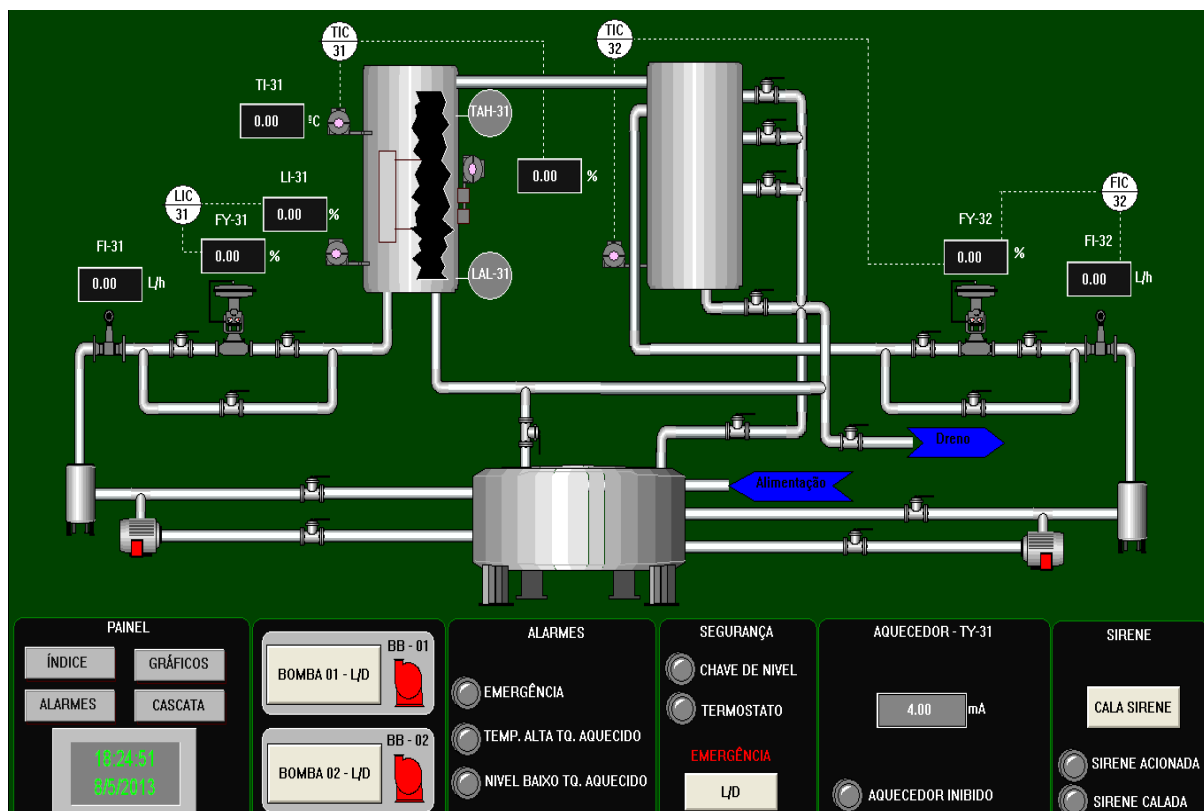 TIC
31
TIC
32
TI-31
0.00 ºC
TAH-31
LI-31
0.00 %
0.00 %
LIC
31
FIC
32
FY-31
0.00 %
FY-32
0.00 %
FI-31
0.00 L/h
FI-32
0.00 L/h
LAL-31
Dreno
Alimentação
PAINEL
ÍNDICE
GRÁFICOS
ALARMES
CASCATA
18:24:51
8/5/2013
BB - 01
BOMBA 01 - L/D
BB - 02
BOMBA 02 - L/D
ALARMES
EMERGÊNCIA
TEMP. ALTA TQ. AQUECIDO
NIVEL BAIXO TQ. AQUECIDO
SEGURANÇA
CHAVE DE NIVEL
TERMOSTATO
EMERGÊNCIA
L/D
AQUECEDOR - TY-31
4.00 mA
AQUECEDOR INIBIDO
SIRENE
CALA SIRENE
SIRENE ACIONADA
SIRENE CALADA